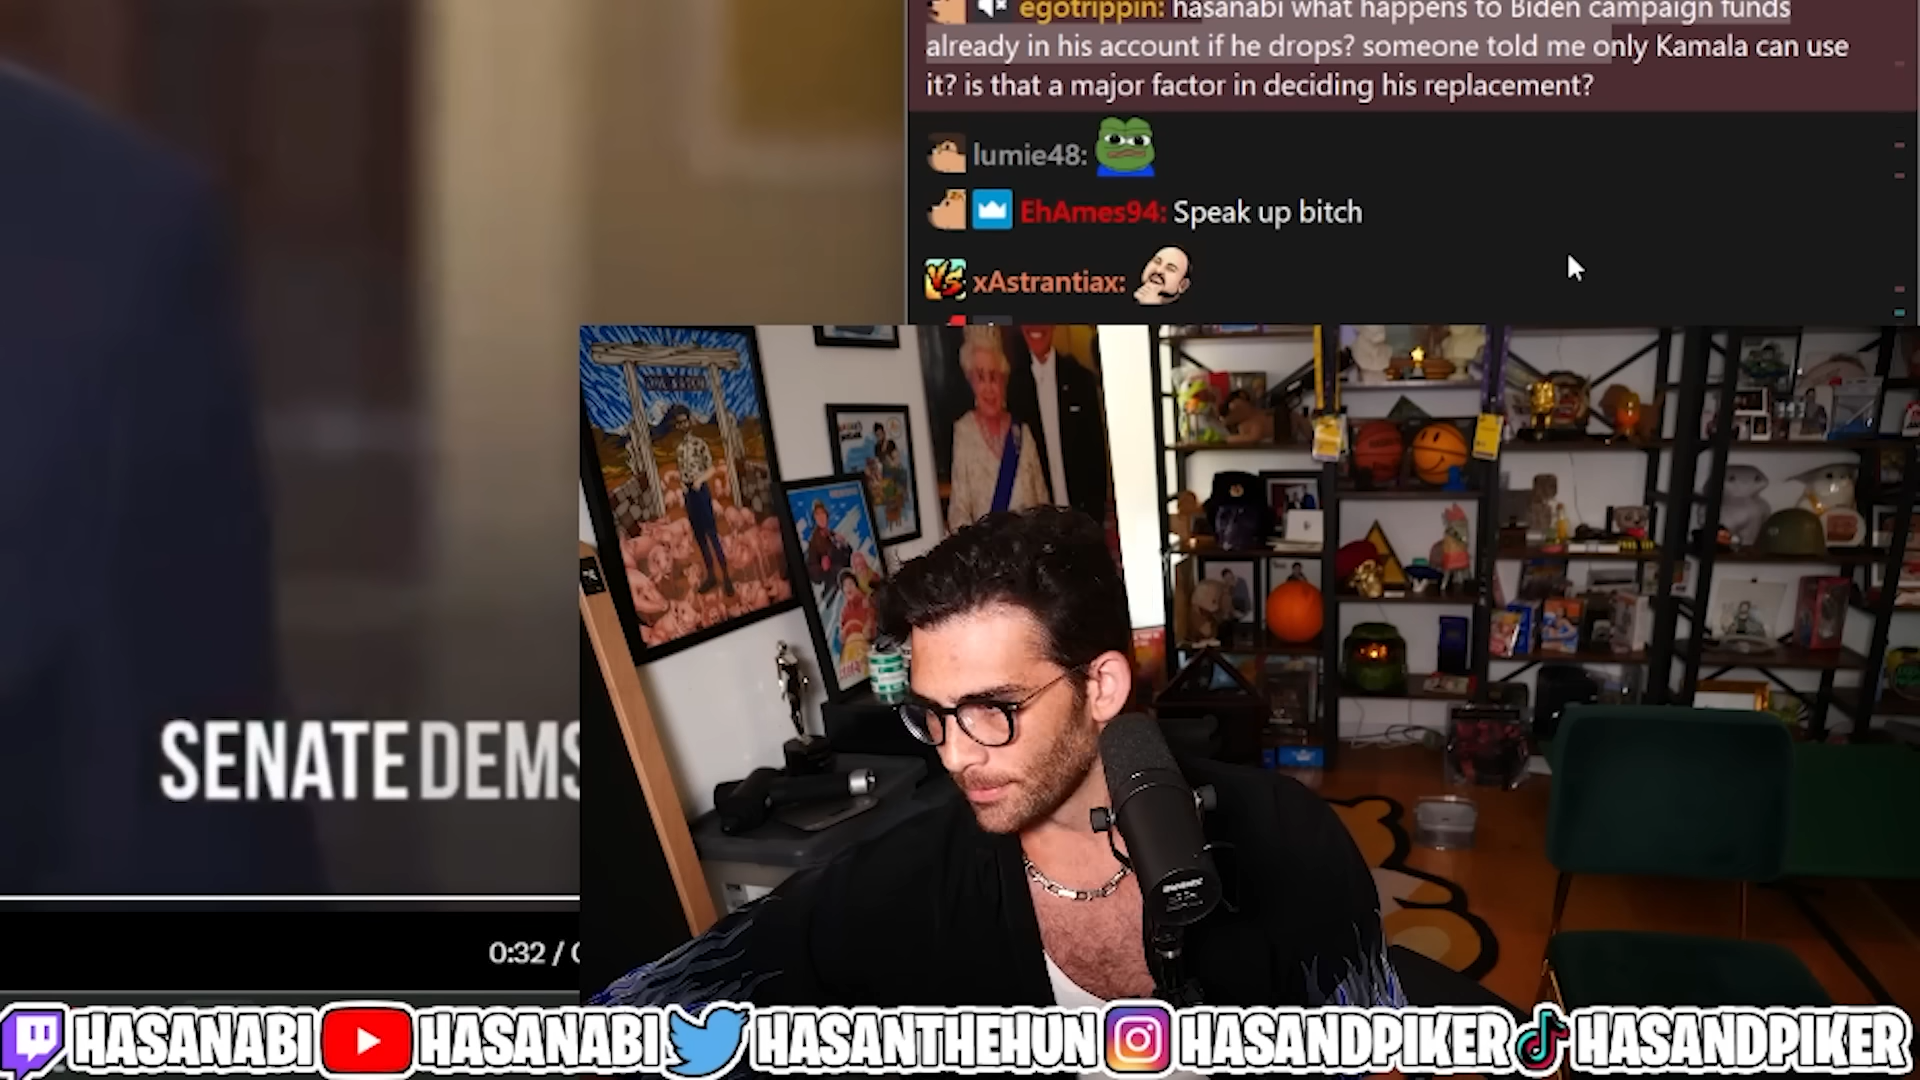 egotrippin: hasanabi what happens to Biden campaign funds
already in his account if he drops? someone told me only Kamala can use
it? is that a major factor in deciding his replacement?
lumie48:
EhAmes94: Speak up bitch
xAstrantiax:
SENATE DEMS
0:32 /
HASANABI HASANABI HASANTHEHUN HASANDPIKER HASANDPIKER